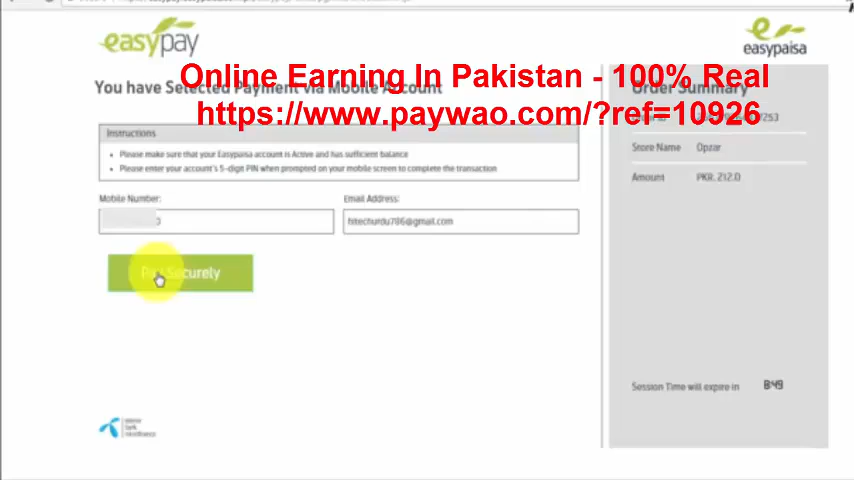 easypay
easypaisa
Online Earning In Pakistan - 100% Real
You have Selected Payment via Mobile Account
Order Summary
https://www.paywao.com/?ref=10926
Instructions
Please make sure that your Easypaisa account is Active and has sufficient balance
Please enter your account's 5-digit PIN when prompted on your mobile screen to complete the transaction
Store Name Opzar
Amount PKR. 212.0
Mobile Number:
Email Address:
hitechurdu786@gmail.com
Pay Securely
Session Time will expire in 8:49